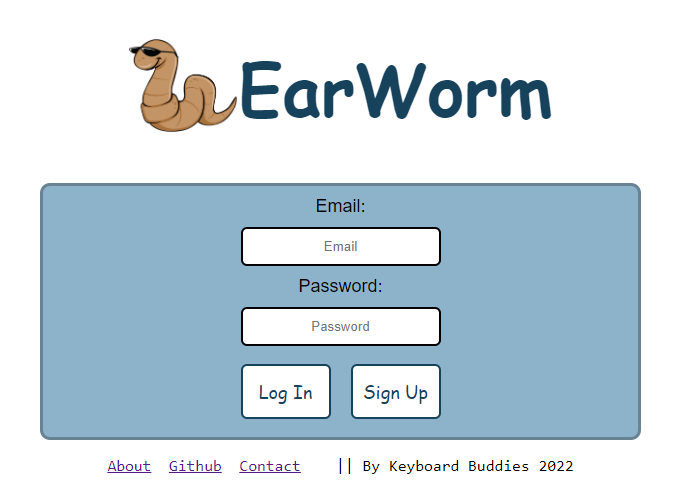 EarWorm
Email:
Email
Password:
Password
Log In Sign Up
About Github Contact || By Keyboard Buddies 2022